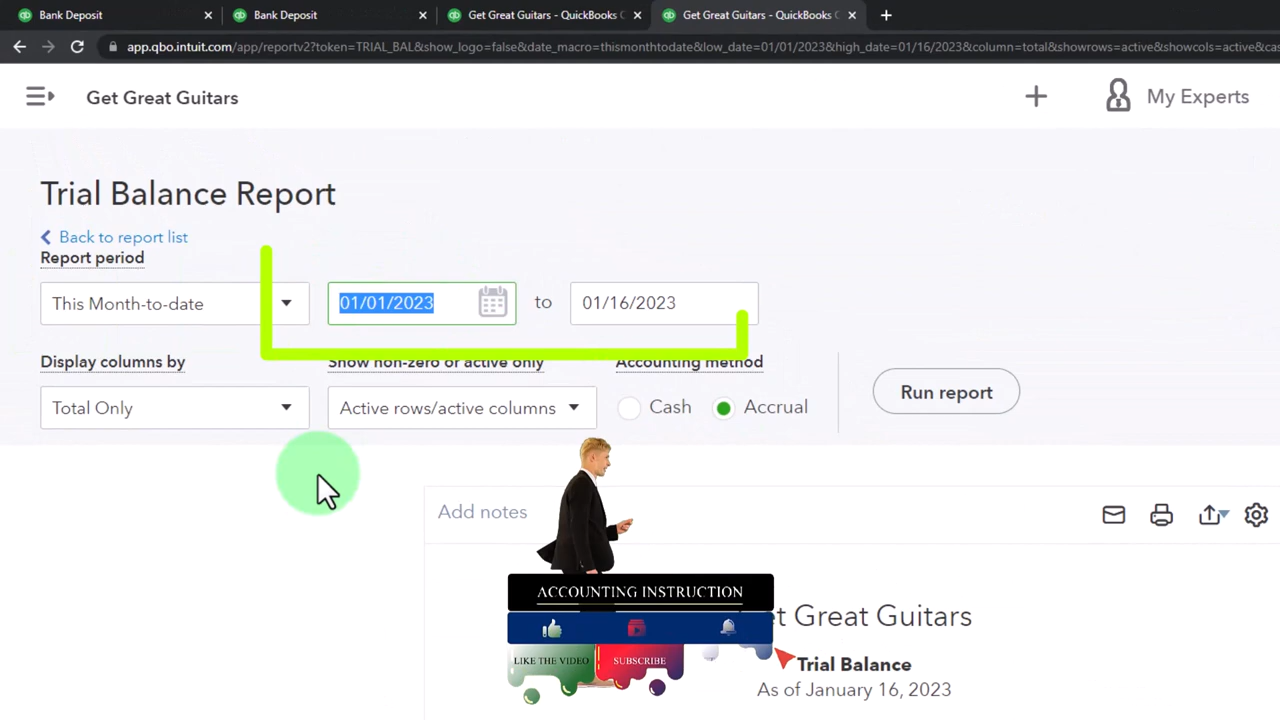 Bank Deposit
Bank Deposit
Get Great Guitars - QuickBooks
Get Great Guitars - QuickBooks
app.qbo.intuit.com/app/reportv2?token=TRIAL_BAL&show_logo=false&date_macro=thismonthtodate&low_date=01/01/2023&high_date=01/16/2023&column=total&showrows=active&showcols=active&cas
Get Great Guitars
My Experts
Trial Balance Report
Back to report list
Report period
This Month-to-date
01/01/2023
to
01/16/2023
Display columns by
Show non-zero or active only
Accounting method
Total Only
Active rows/active columns
Cash
Accrual
Run report
Add notes
ACCOUNTING INSTRUCTION
LIKE THE VIDEO
SUBSCRIBE
et Great Guitars
Trial Balance
As of January 16, 2023